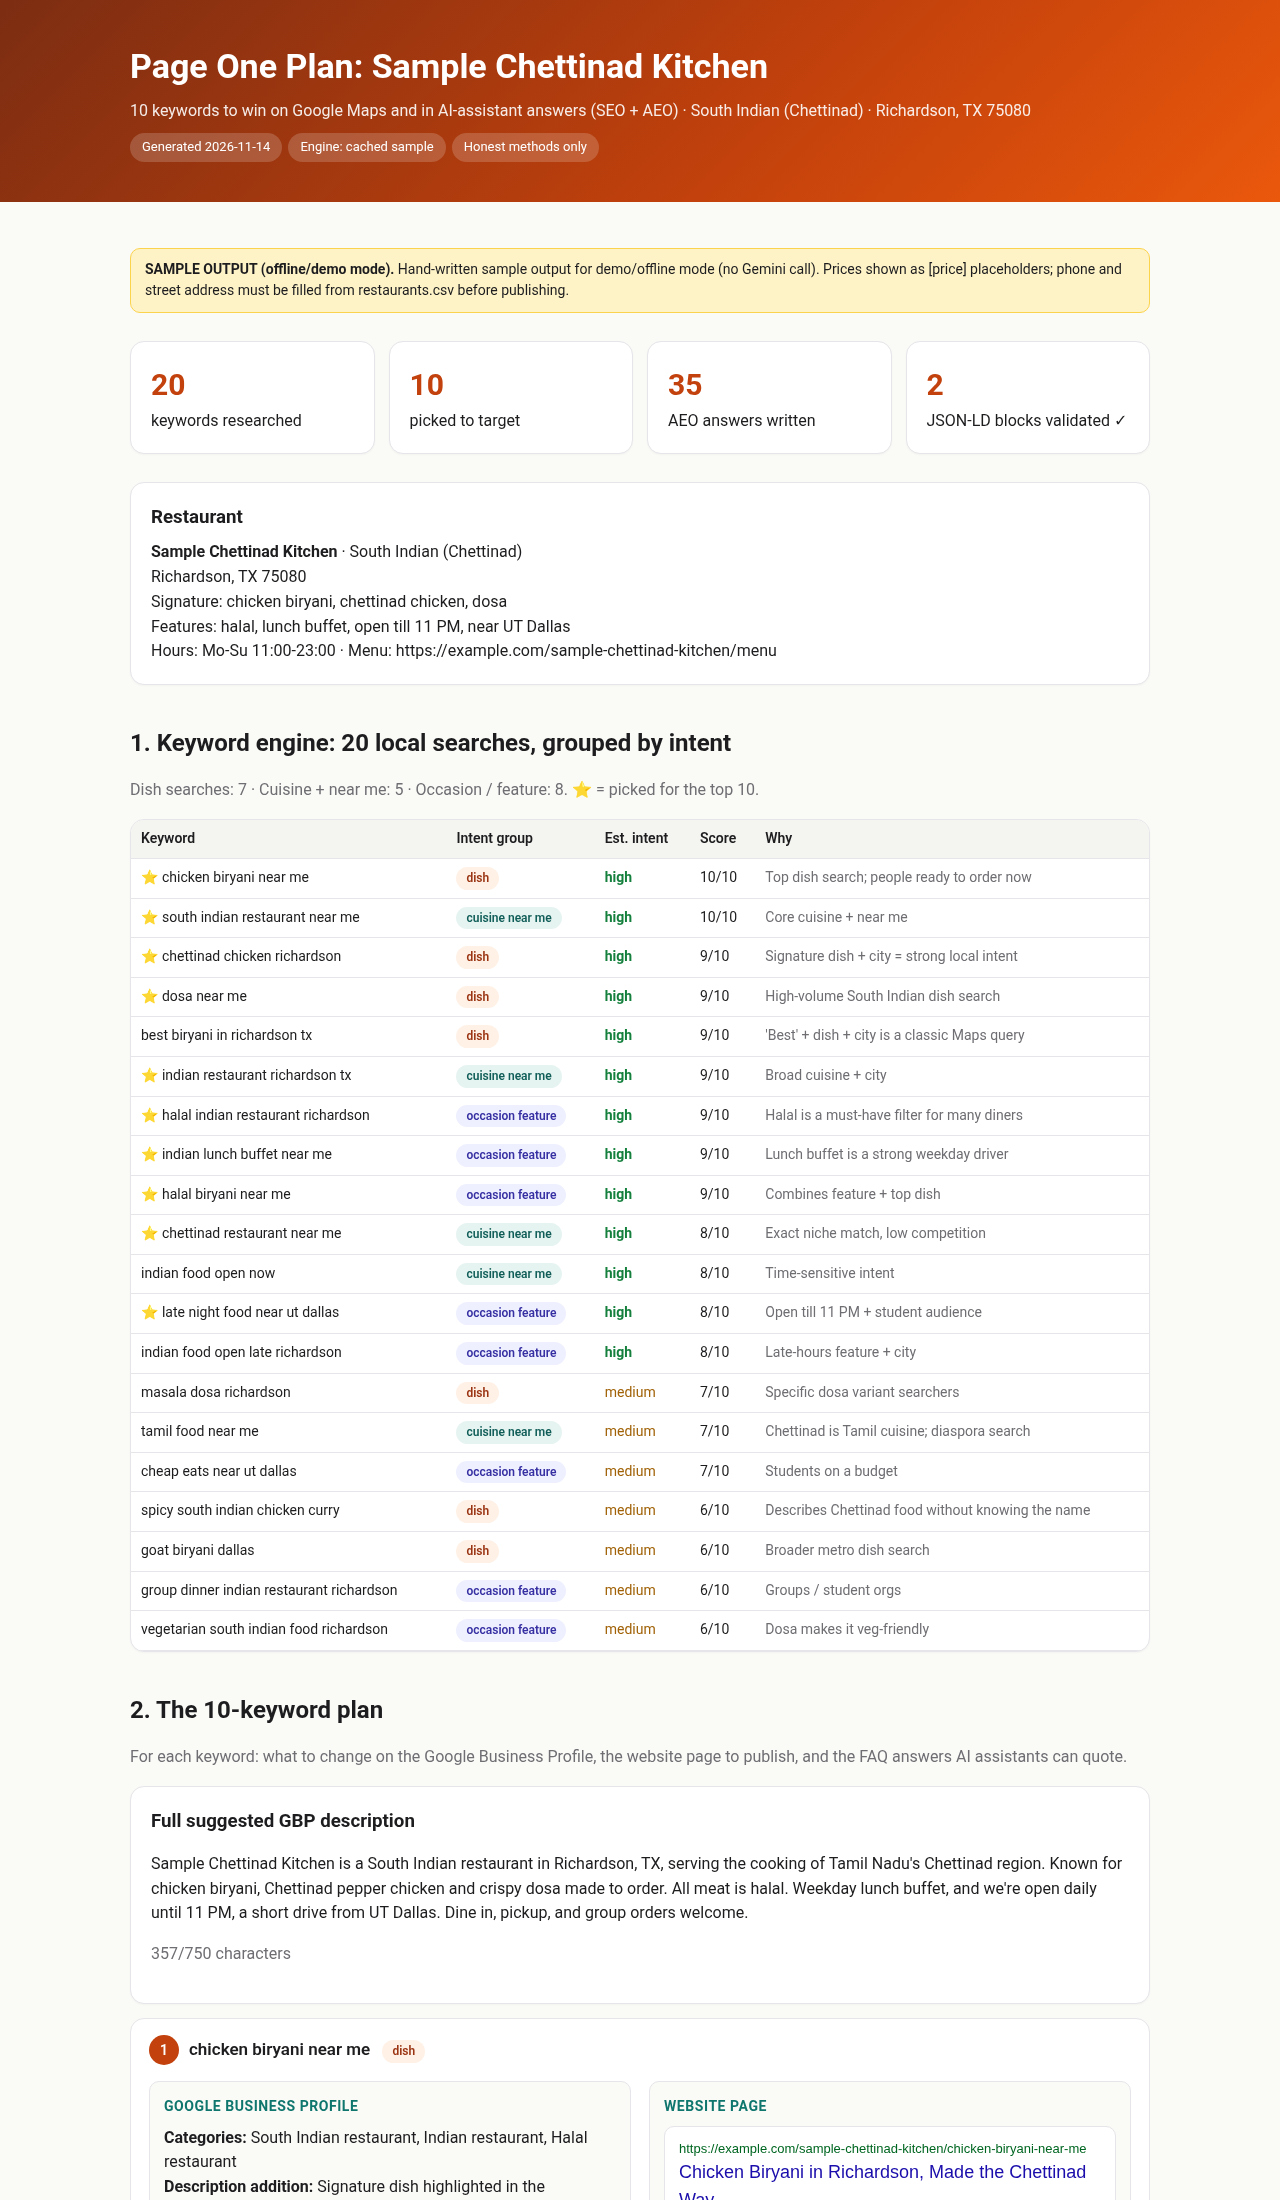 Page One Plan: Sample Chettinad Kitchen
10 keywords to win on Google Maps and in AI-assistant answers (SEO + AEO) · South Indian (Chettinad) · Richardson, TX 75080
Generated 2026-11-14 Engine: cached sample Honest methods only
SAMPLE OUTPUT (offline/demo mode). Hand-written sample output for demo/offline mode (no Gemini call). Prices shown as [price] placeholders; phone and
street address must be filled from restaurants.csv before publishing.
20 10 35 2
keywords researched picked to target AEO answers written JSON-LD blocks validated ✓
Restaurant
Sample Chettinad Kitchen · South Indian (Chettinad)
Richardson, TX 75080
Signature: chicken biryani, chettinad chicken, dosa
Features: halal, lunch buffet, open till 11 PM, near UT Dallas
Hours: Mo-Su 11:00-23:00 · Menu: https://example.com/sample-chettinad-kitchen/menu
1. Keyword engine: 20 local searches, grouped by intent
Dish searches: 7 · Cuisine + near me: 5 · Occasion / feature: 8. ⭐ = picked for the top 10.
Keyword Intent group Est. intent Score Why
⭐ chicken biryani near me dish high 10/10 Top dish search; people ready to order now
⭐ south indian restaurant near me cuisine near me high 10/10 Core cuisine + near me
⭐ chettinad chicken richardson dish high 9/10 Signature dish + city = strong local intent
⭐ dosa near me dish high 9/10 High-volume South Indian dish search
best biryani in richardson tx dish high 9/10 'Best' + dish + city is a classic Maps query
⭐ indian restaurant richardson tx cuisine near me high 9/10 Broad cuisine + city
⭐ halal indian restaurant richardson occasion feature high 9/10 Halal is a must-have filter for many diners
⭐ indian lunch buffet near me occasion feature high 9/10 Lunch buffet is a strong weekday driver
⭐ halal biryani near me occasion feature high 9/10 Combines feature + top dish
⭐ chettinad restaurant near me cuisine near me high 8/10 Exact niche match, low competition
indian food open now cuisine near me high 8/10 Time-sensitive intent
⭐ late night food near ut dallas occasion feature high 8/10 Open till 11 PM + student audience
indian food open late richardson occasion feature high 8/10 Late-hours feature + city
masala dosa richardson dish medium 7/10 Specific dosa variant searchers
tamil food near me cuisine near me medium 7/10 Chettinad is Tamil cuisine; diaspora search
cheap eats near ut dallas occasion feature medium 7/10 Students on a budget
spicy south indian chicken curry dish medium 6/10 Describes Chettinad food without knowing the name
goat biryani dallas dish medium 6/10 Broader metro dish search
group dinner indian restaurant richardson occasion feature medium 6/10 Groups / student orgs
vegetarian south indian food richardson occasion feature medium 6/10 Dosa makes it veg-friendly
2. The 10-keyword plan
For each keyword: what to change on the Google Business Profile, the website page to publish, and the FAQ answers AI assistants can quote.
Full suggested GBP description
Sample Chettinad Kitchen is a South Indian restaurant in Richardson, TX, serving the cooking of Tamil Nadu's Chettinad region. Known for
chicken biryani, Chettinad pepper chicken and crispy dosa made to order. All meat is halal. Weekday lunch buffet, and we're open daily
until 11 PM, a short drive from UT Dallas. Dine in, pickup, and group orders welcome.
357/750 characters
1 chicken biryani near me dish
GOOGLE BUSINESS PROFILE
Categories: South Indian restaurant, Indian restaurant, Halal
restaurant
Description addition: Signature dish highlighted in the
WEBSITE PAGE
https://example.com/sample-chettinad-kitchen/chicken-biryani-near-me
Chicken Biryani in Richardson, Made the Chettinad
Way